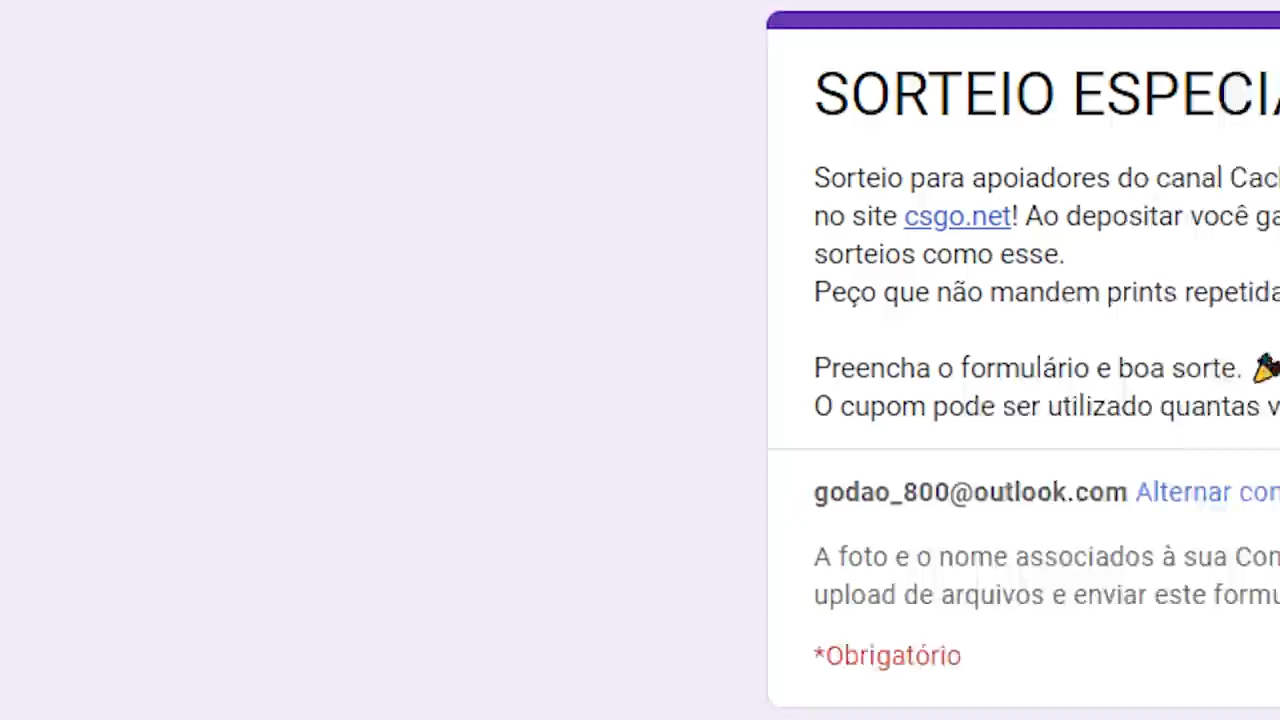 SORTEIO ESPECIA
Sorteio para apoiadores do canal Cac
no site csgo.net! Ao depositar você ga
sorteios como esse.
Peço que não mandem prints repetida
Preencha o formulário e boa sorte.
O cupom pode ser utilizado quantas v
godao_800@outlook.com Alternar con
A foto e o nome associados à sua Con
upload de arquivos e enviar este formu
*Obrigatório